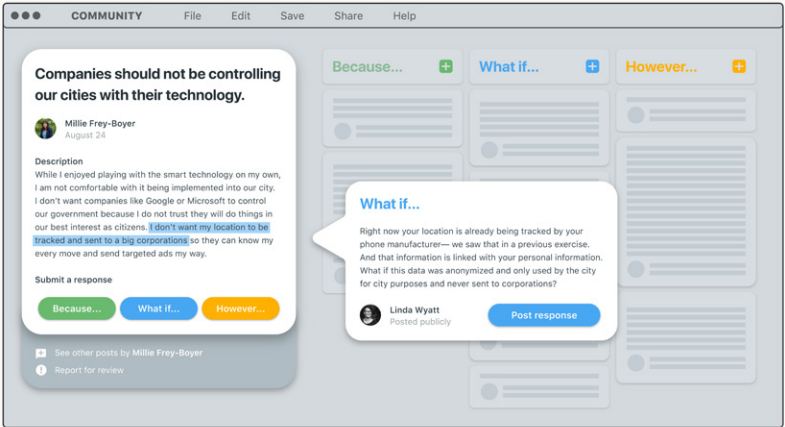 COMMUNITY File Edit Save Share Help
Companies should not be controlling
our cities with their technology.
Millie Frey-Boyer
August 24
Description
While I enjoyed playing with the smart technology on my own,
I am not comfortable with it being implemented into our city.
I don't want companies like Google or Microsoft to control
our government because I do not trust they will do things in
our best interest as citizens. I don't want my location to be
tracked and sent to a big corporations so they can know my
every move and send targeted ads my way.
Submit a response
Because... What if... However...
See other posts by Millie Frey-Boyer
Report for review
Because... What if... However...
What if...
Right now your location is already being tracked by your
phone manufacturer— we saw that in a previous exercise.
And that information is linked with your personal information.
What if this data was anonymized and only used by the city
for city purposes and never sent to corporations?
Linda Wyatt
Posted publicly
Post response